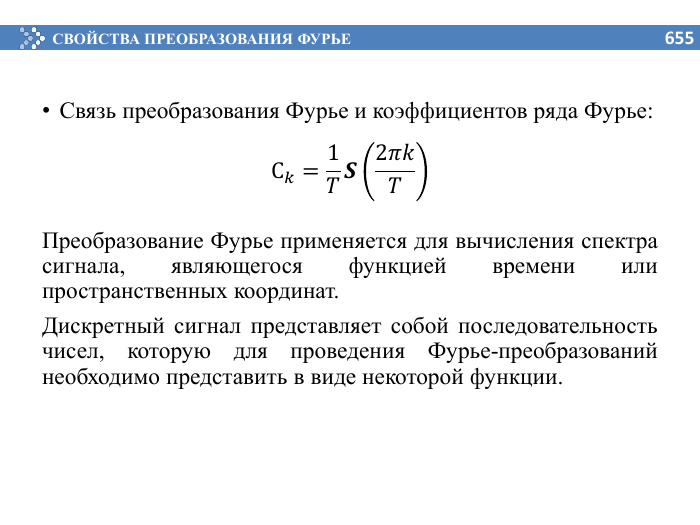 СВОЙСТВА ПРЕОБРАЗОВАНИЯ ФУРЬЕ 655
• Связь преобразования Фурье и коэффициентов ряда Фурье:
C_k = \frac{1}{T} S \left( \frac{2\pi k}{T} \right)
Преобразование Фурье применяется для вычисления спектра
сигнала, являющегося функцией времени или
пространственных координат.
Дискретный сигнал представляет собой последовательность
чисел, которую для проведения Фурье-преобразований
необходимо представить в виде некоторой функции.